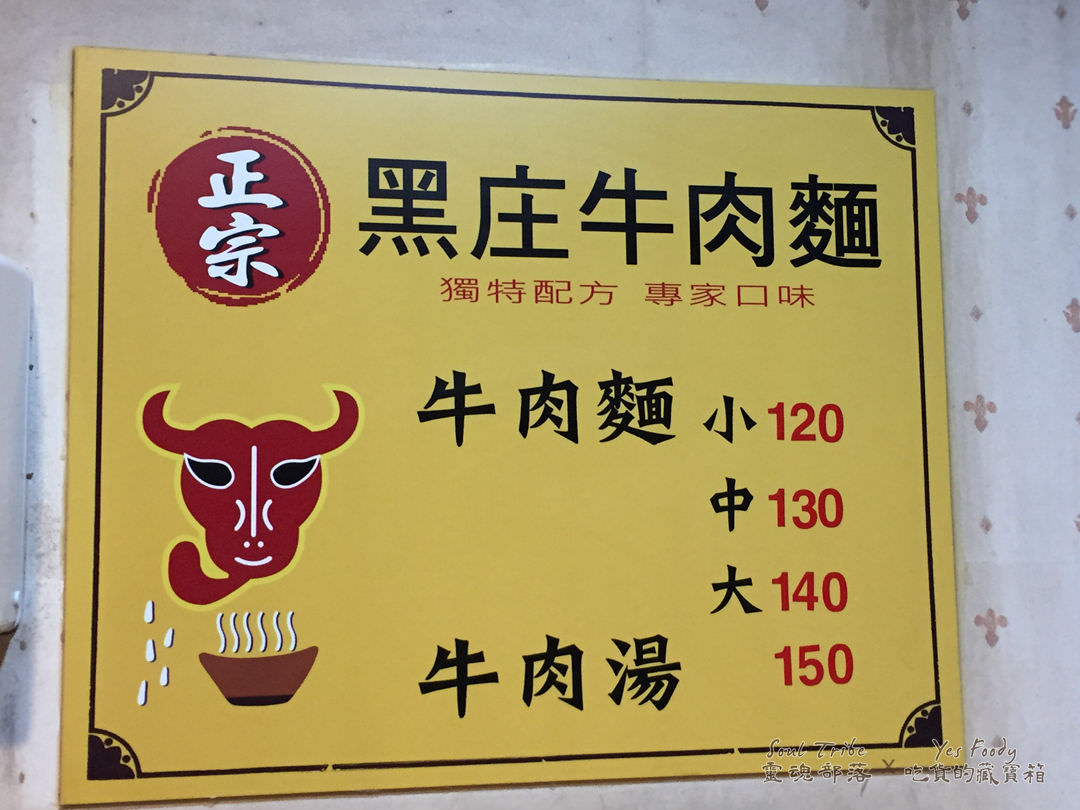 正宗
黑庄牛肉麵
獨特配方 專家口味
牛肉麵 小 120
中 130
大 140
牛肉湯 150
Soul Tribe Yes Foody
靈魂部落 × 吃貨的藏寶箱